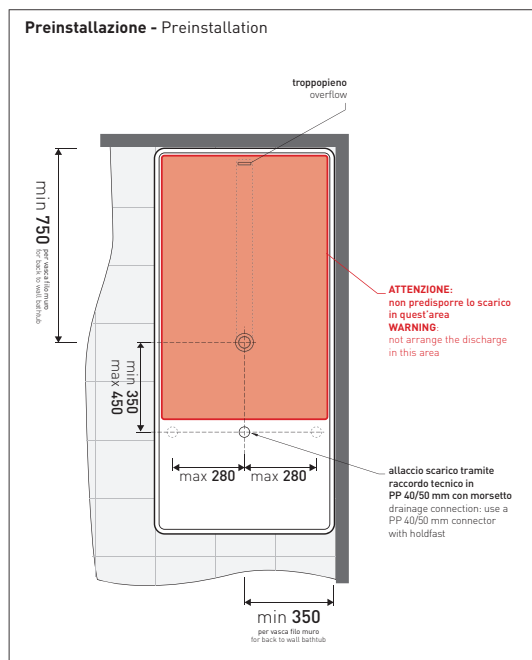 Preinstallazione - Preinstallation
troppopieno
overflow
min 750
per vasca filo muro
for back to wall bathtub
ATTENZIONE:
non predisporre lo scarico
in quest'area
WARNING:
not arrange the discharge
in this area
min 350
max 450
max 280
max 280
allaccio scarico tramite
raccordo tecnico in
PP 40/50 mm con morsetto
drainage connection: use a
PP 40/50 mm connector
with holdfast
min 350
per vasca filo muro
for back to wall bathtub